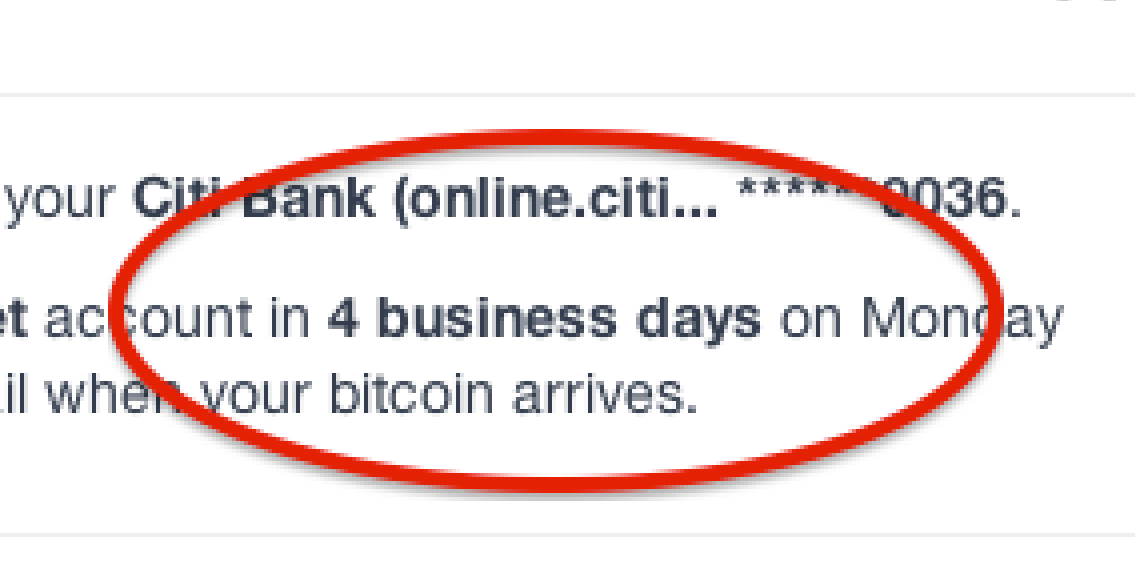 your Citi Bank (online.citi... ****** 0036.
et account in 4 business days on Monday
il when your bitcoin arrives.